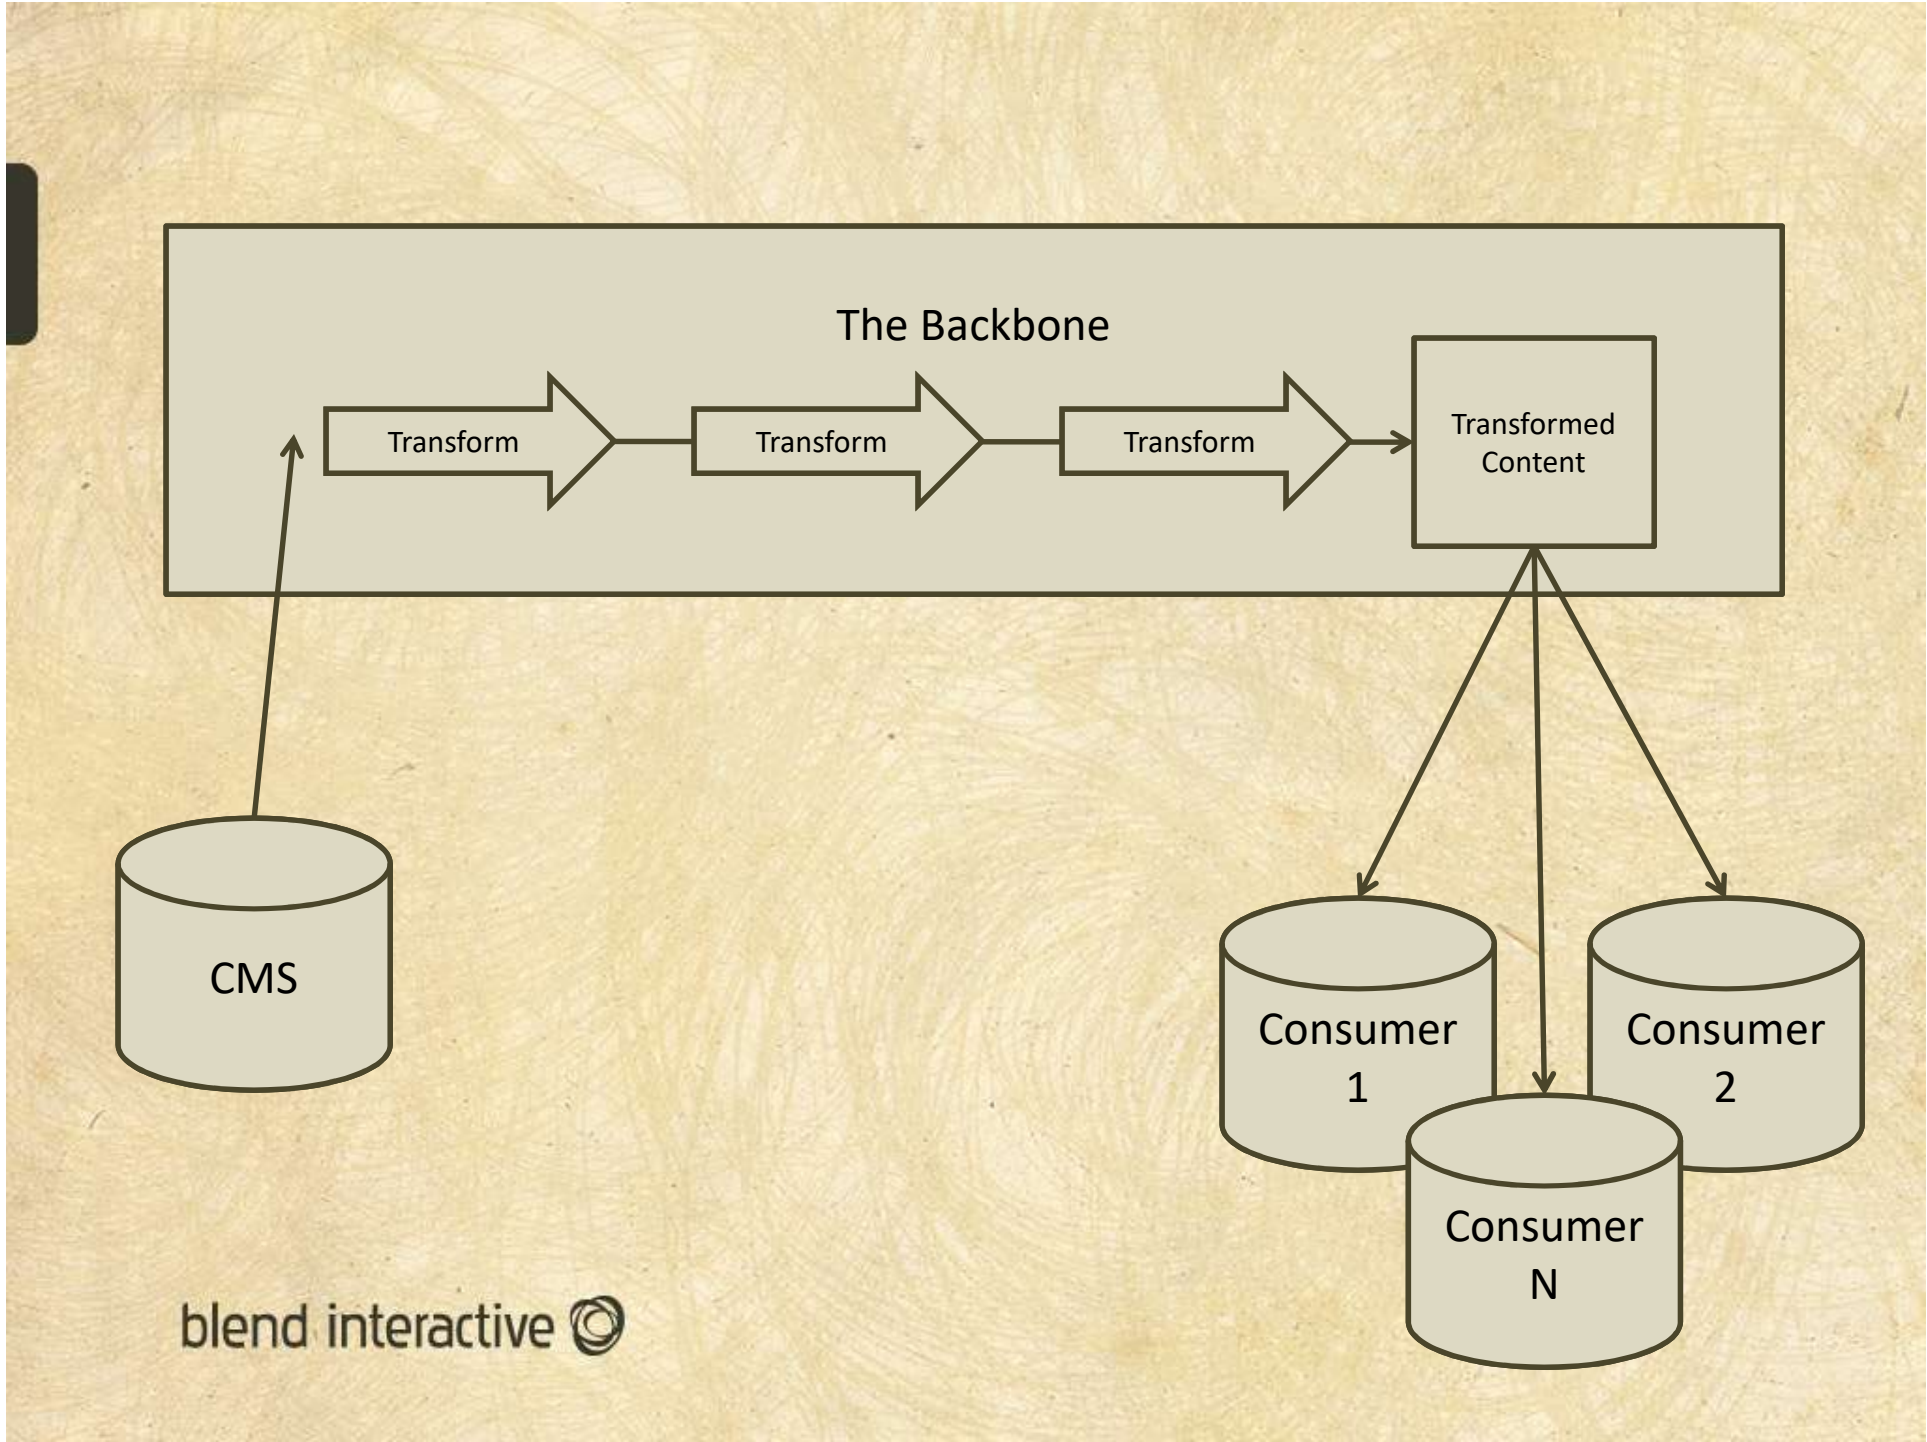 The Backbone
Transform
Transform
Transform
Transformed
Content
CMS
Consumer
1
Consumer
2
Consumer
N
blend interactive